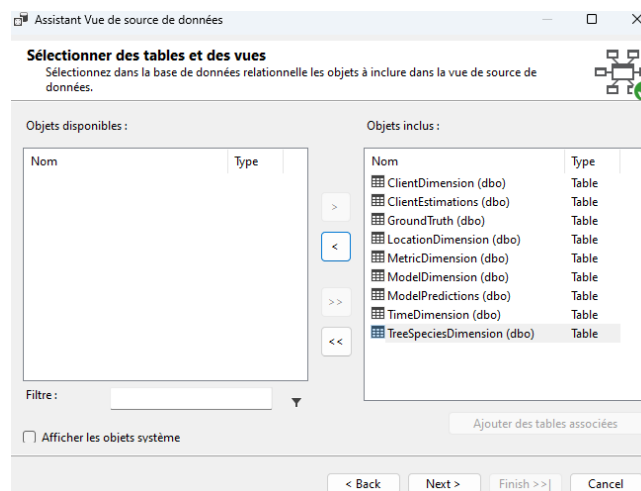 Assistant Vue de source de données
Sélectionner des tables et des vues
Sélectionnez dans la base de données relationnelle les objets à inclure dans la vue de source de
données.
Objets disponibles :
Nom Type
>
<
>>
<<
Filtre :
Afficher les objets système
Objets inclus :
Nom Type
ClientDimension (dbo) Table
ClientEstimations (dbo) Table
GroundTruth (dbo) Table
LocationDimension (dbo) Table
MetricDimension (dbo) Table
ModelDimension (dbo) Table
ModelPredictions (dbo) Table
TimeDimension (dbo) Table
TreeSpeciesDimension (dbo) Table
Ajouter des tables associées
< Back Next > Finish >>| Cancel